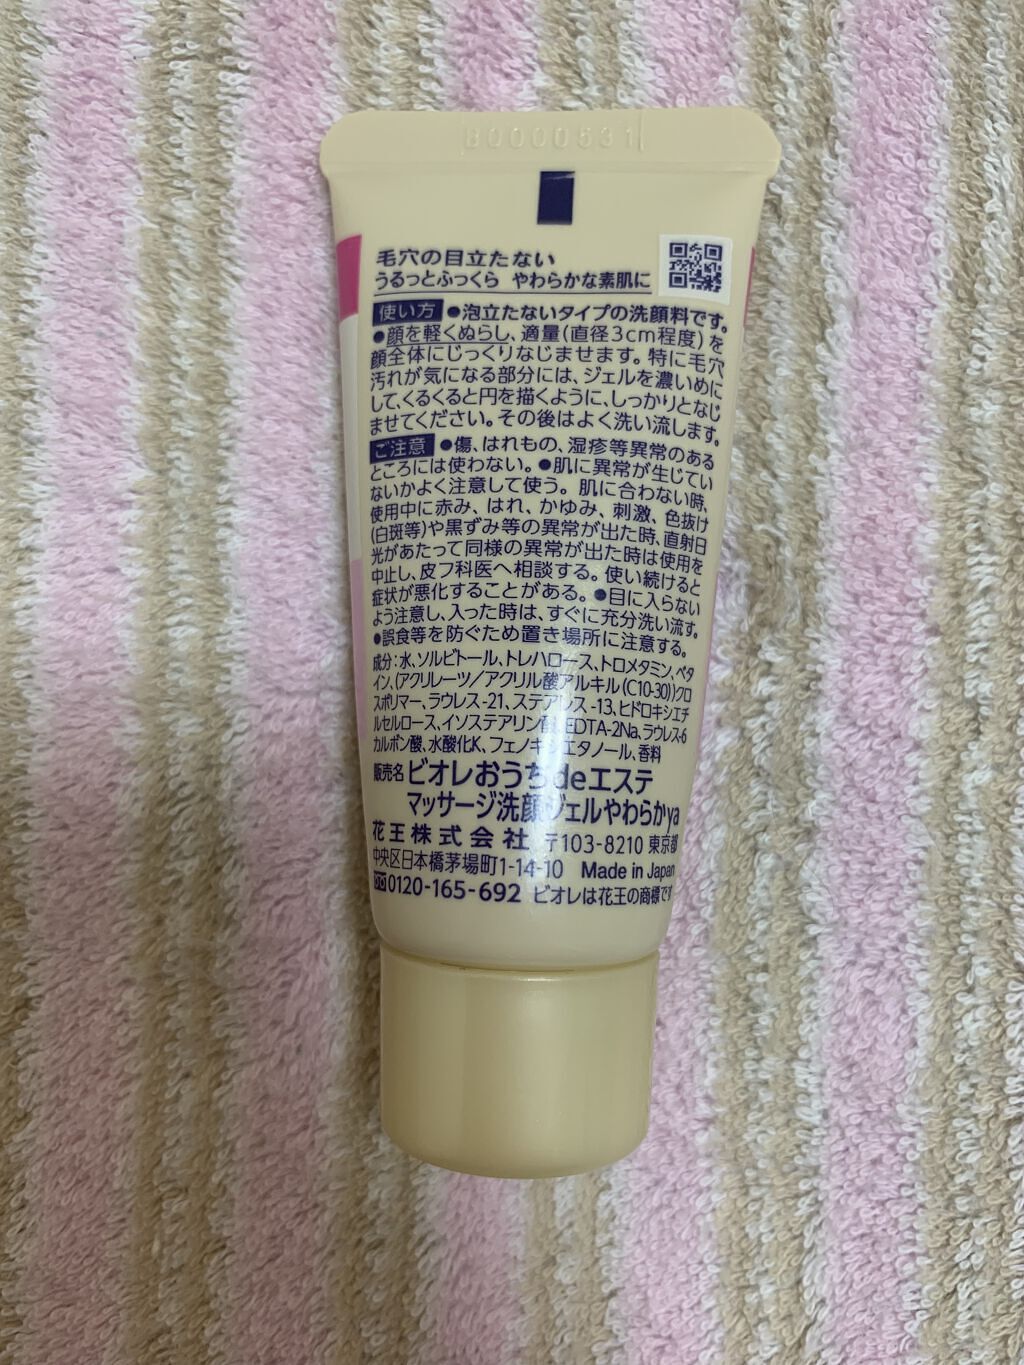 B0000531
毛穴の目立たない
うるっとふっくら やわらかな素肌に
使い方 ●泡立たないタイプの洗顔料です。
●顔を軽くぬらし、適量(直径3cm程度)を
顔全体にじっくりなじませます。特に毛穴
汚れが気になる部分には、ジェルを濃いめに
して、くるくると円を描くように、しっかりとなじ
ませてください。その後はよく洗い流します。
ご注意 ●傷、はれもの、湿疹等異常のある
ところには使わない。●肌に異常が生じてい
ないかよく注意して使う。肌に合わない時、
使用中に赤み、はれ、かゆみ、刺激、色抜け
(白斑等)や黒ずみ等の異常が出た時、直射日
光があたって同様の異常が出た時は使用を
中止し、皮フ科医へ相談する。使い続けると
症状が悪化することがある。●目に入らない
よう注意し、入った時は、すぐに充分洗い流す。
●誤食等を防ぐため置き場所に注意する。
成分:水、ソルビトール、トレハロース、トロメタミン、ベタ
イン、(アクリレーツ/アクリル酸アルキル(C10-30))クロ
スポリマー、ラウレス-21、ステアレス-13、ヒドロキシエチ
ルセルロース、イソステアリン酸、EDTA-2Na、ラウレス-6
カルボン酸、水酸化K、フェノキシエタノール、香料
販売名 ビオレおうちdeエステ
マッサージ洗顔ジェルやわらかya
花王株式会社 〒103-8210 東京都
中央区日本橋茅場町1-14-10 Made in Japan
0120-165-692 ビオレは花王の商標です